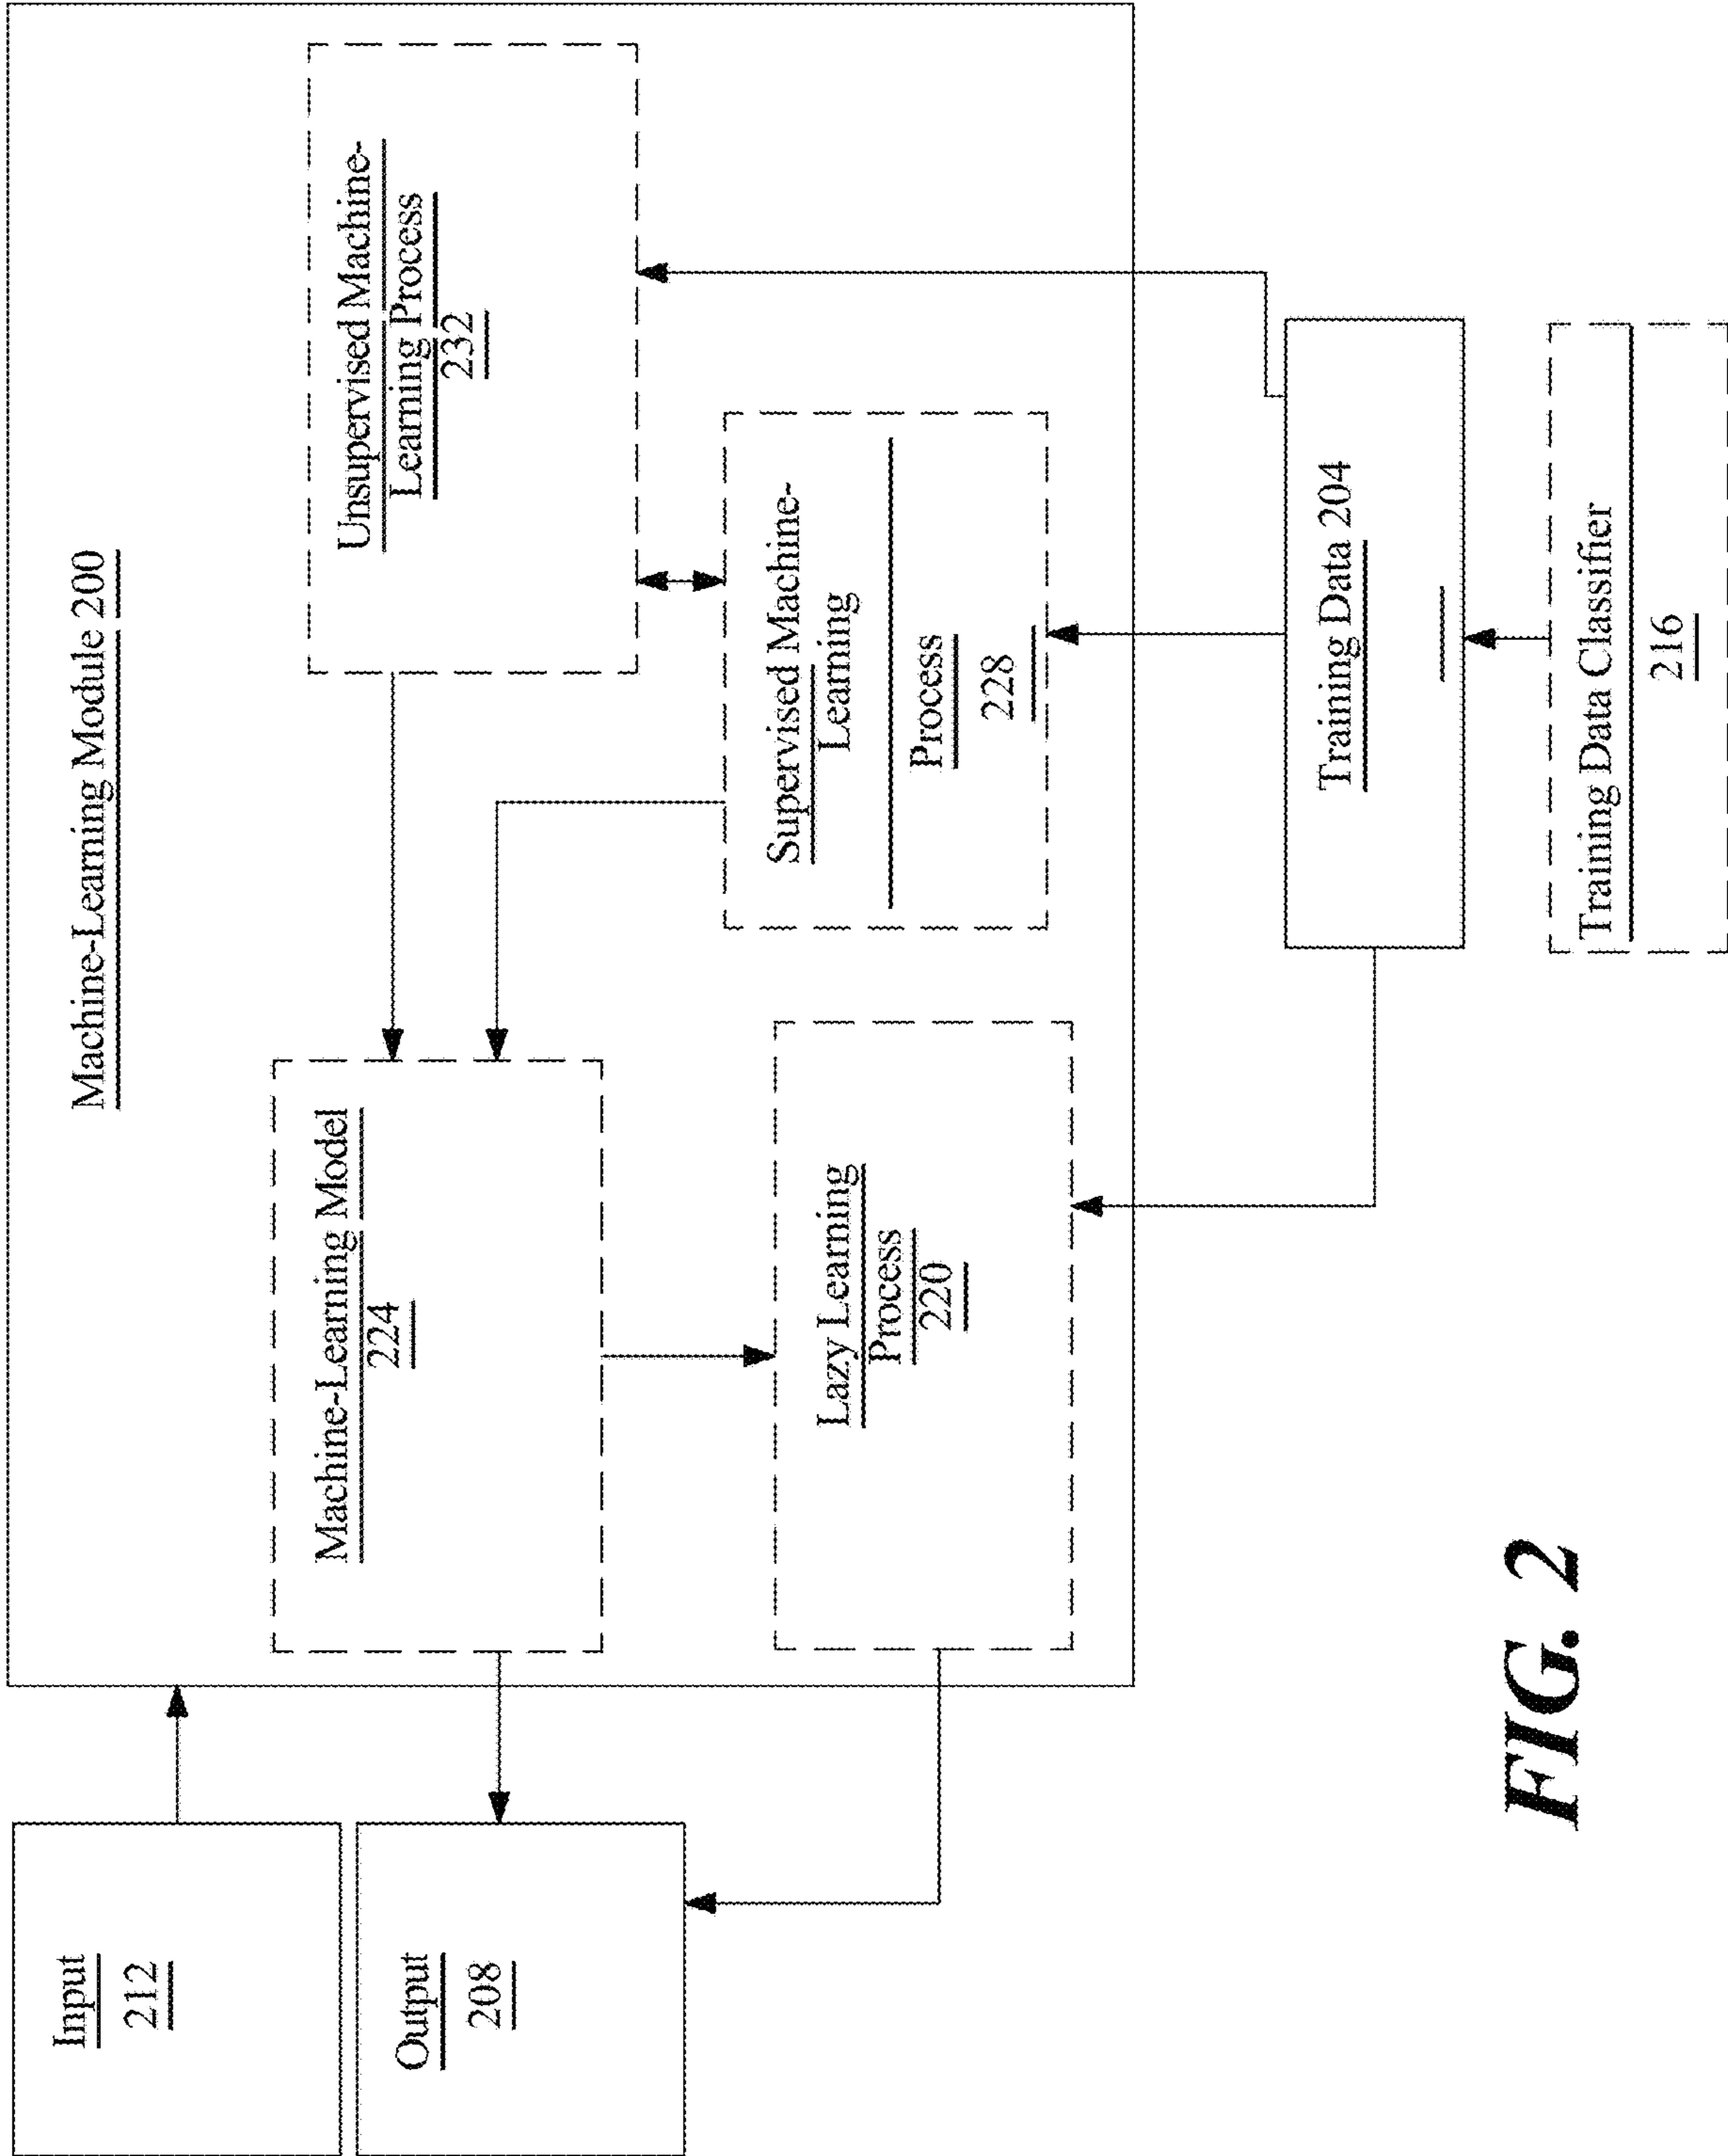 Machine-Learning Module 200
Input
212
Output
208
Machine-Learning Model
224
Unsupervised Machine-
Learning Process
232
Lazy Learning
Process
220
Supervised Machine-
Learning
Process
228
Training Data 204
Training Data Classifier
216
FIG. 2